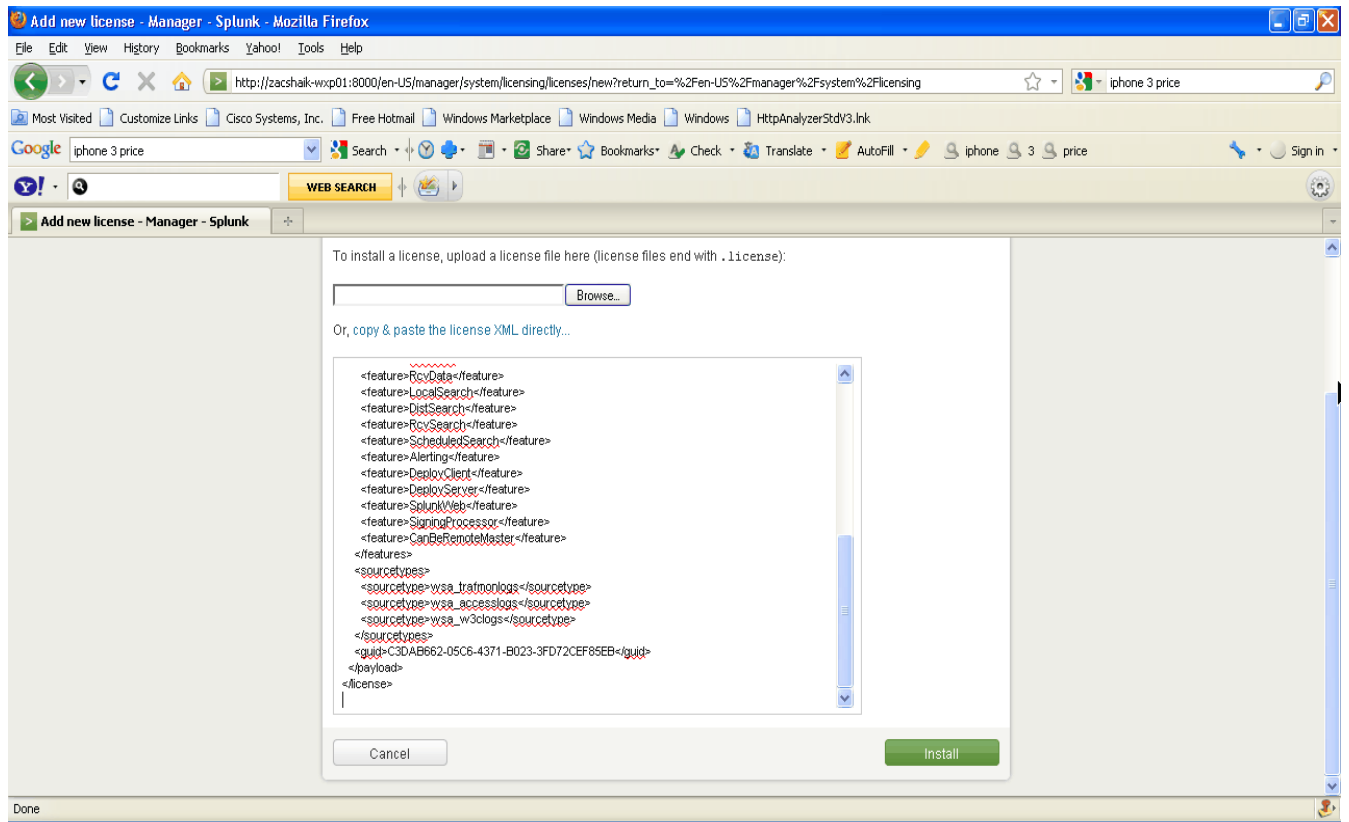 Add new license - Manager - Splunk - Mozilla Firefox
File Edit View History Bookmarks Yahoo! Tools Help
http://zacshaik-wxp01:8000/en-US/manager/system/licensing/licenses/new?return_to=%2Fen-US%2Fmanager%2Fsystem%2Flicensing iphone 3 price
Most Visited Customize Links Cisco Systems, Inc. Free Hotmail Windows Marketplace Windows Media Windows HttpAnalyzerStdV3.lnk
Google iphone 3 price Search Share Bookmarks Check Translate AutoFill iphone 3 price Sign in
Y! WEB SEARCH
Add new license - Manager - Splunk
To install a license, upload a license file here (license files end with .license):
Browse...
Or, copy & paste the license XML directly...
<feature>RcvData</feature>
<feature>LocalSearch</feature>
<feature>DistSearch</feature>
<feature>RcvSearch</feature>
<feature>ScheduledSearch</feature>
<feature>Alerting</feature>
<feature>DeployClient</feature>
<feature>DeployServer</feature>
<feature>SplunkWeb</feature>
<feature>SigningProcessor</feature>
<feature>CanBeRemoteMaster</feature>
</features>
<sourcetypes>
<sourcetype>wsa_trafmonlogs</sourcetype>
<sourcetype>wsa_accesslogs</sourcetype>
<sourcetype>wsa_w3clogs</sourcetype>
</sourcetypes>
<guid>C3DAB662-05C6-4371-B023-3FD72CEF85EB</guid>
</payload>
</license>
Cancel Install
Done